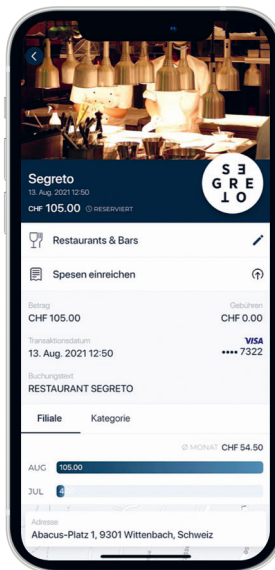 SE
GRE
TO
Segreto
13. Aug. 2021 12:50
CHF 105.00 RESERVIERT
Restaurants & Bars
Spesen einreichen
Betrag Gebühren
CHF 105.00 CHF 0.00
Transaktionsdatum VISA
13. Aug. 2021 12:50 •••• 7322
Buchungstext
RESTAURANT SEGRETO
Filiale Kategorie
Ø MONAT CHF 54.50
AUG 105.00
JUL 4
Adresse
Abacus-Platz 1, 9301 Wittenbach, Schweiz